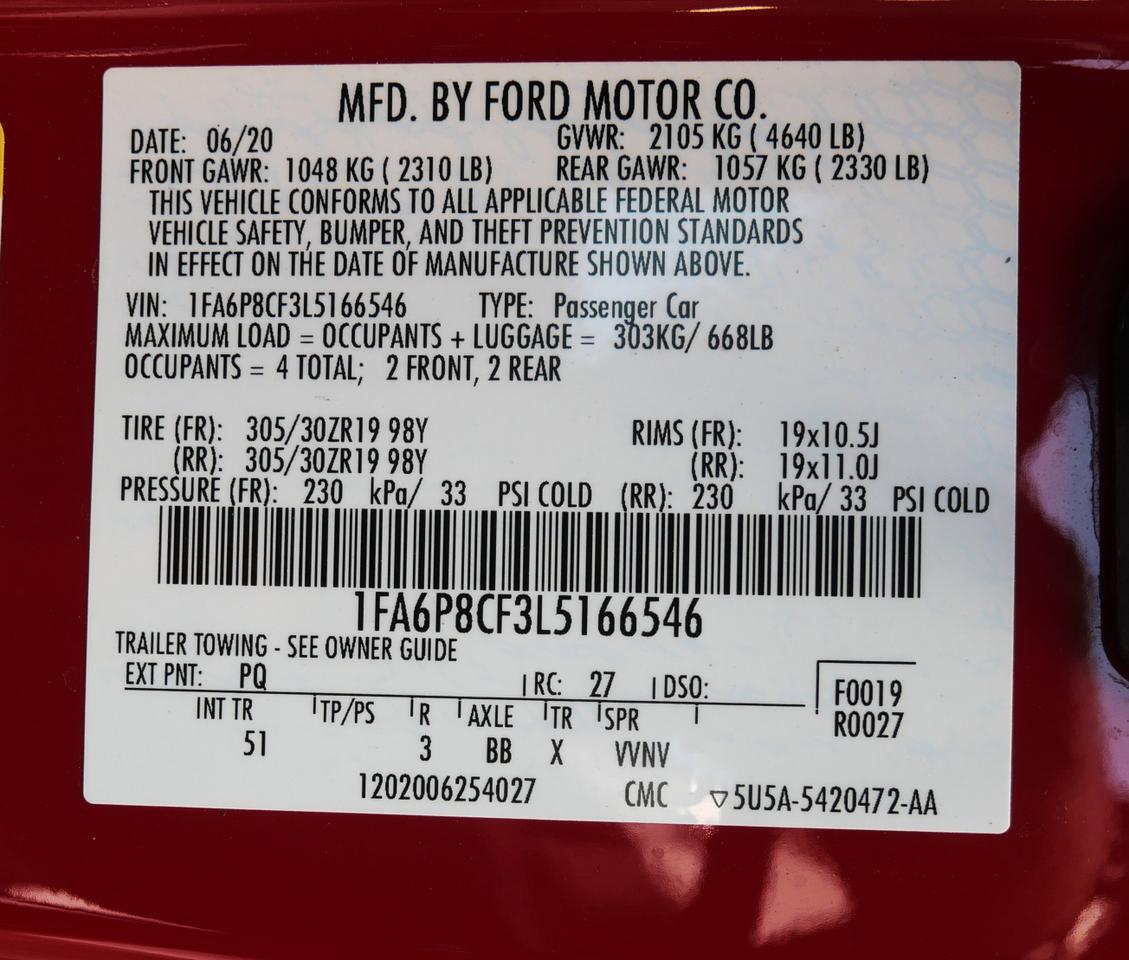 MFD. BY FORD MOTOR CO.
DATE: 06/20 GVWR: 2105 KG ( 4640 LB)
FRONT GAWR: 1048 KG ( 2310 LB) REAR GAWR: 1057 KG ( 2330 LB)
THIS VEHICLE CONFORMS TO ALL APPLICABLE FEDERAL MOTOR
VEHICLE SAFETY, BUMPER, AND THEFT PREVENTION STANDARDS
IN EFFECT ON THE DATE OF MANUFACTURE SHOWN ABOVE.
VIN: 1FA6P8CF3L5166546 TYPE: Passenger Car
MAXIMUM LOAD = OCCUPANTS + LUGGAGE = 303KG/ 668LB
OCCUPANTS = 4 TOTAL; 2 FRONT, 2 REAR
TIRE (FR): 305/30ZR19 98Y RIMS (FR): 19x10.5J
(RR): 305/30ZR19 98Y (RR): 19x11.0J
PRESSURE (FR): 230 kPa/ 33 PSI COLD (RR): 230 kPa/ 33 PSI COLD
1FA6P8CF3L5166546
TRAILER TOWING - SEE OWNER GUIDE
EXT PNT: PQ RC: 27 DSO: F0019
INT TR TP/PS R AXLE TR SPR R0027
51 3 BB X VVNV
1202006254027 CMC ▽5U5A-5420472-AA